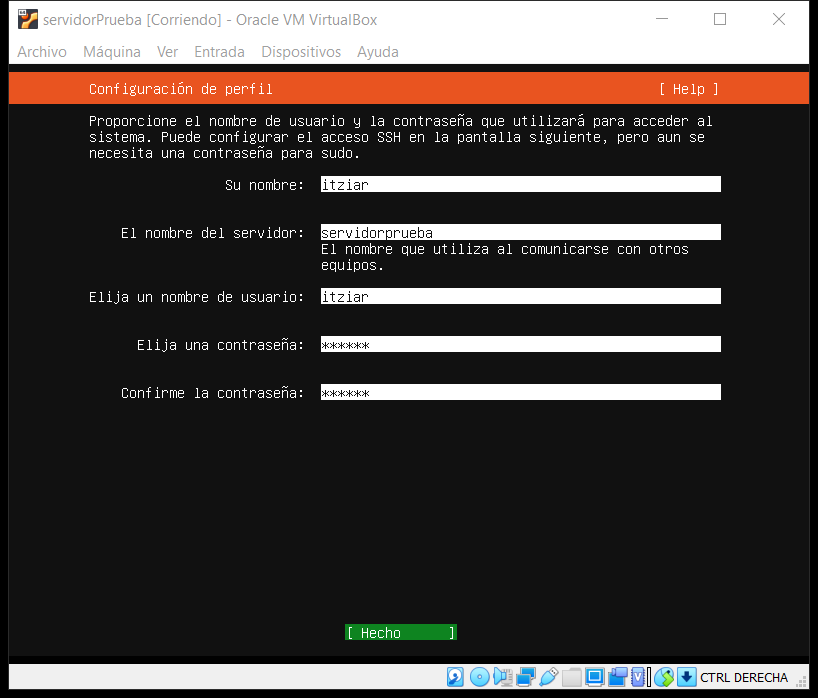 servidorPrueba [Corriendo] - Oracle VM VirtualBox
Archivo Máquina Ver Entrada Dispositivos Ayuda
Configuración de perfil [ Help ]
Proporcione el nombre de usuario y la contraseña que utilizará para acceder al
sistema. Puede configurar el acceso SSH en la pantalla siguiente, pero aun se
necesita una contraseña para sudo.
Su nombre: itziar
El nombre del servidor: servidorprueba
El nombre que utiliza al comunicarse con otros
equipos.
Elija un nombre de usuario: itziar
Elija una contraseña: ******
Confirme la contraseña: ******
[ Hecho ]
CTRL DERECHA